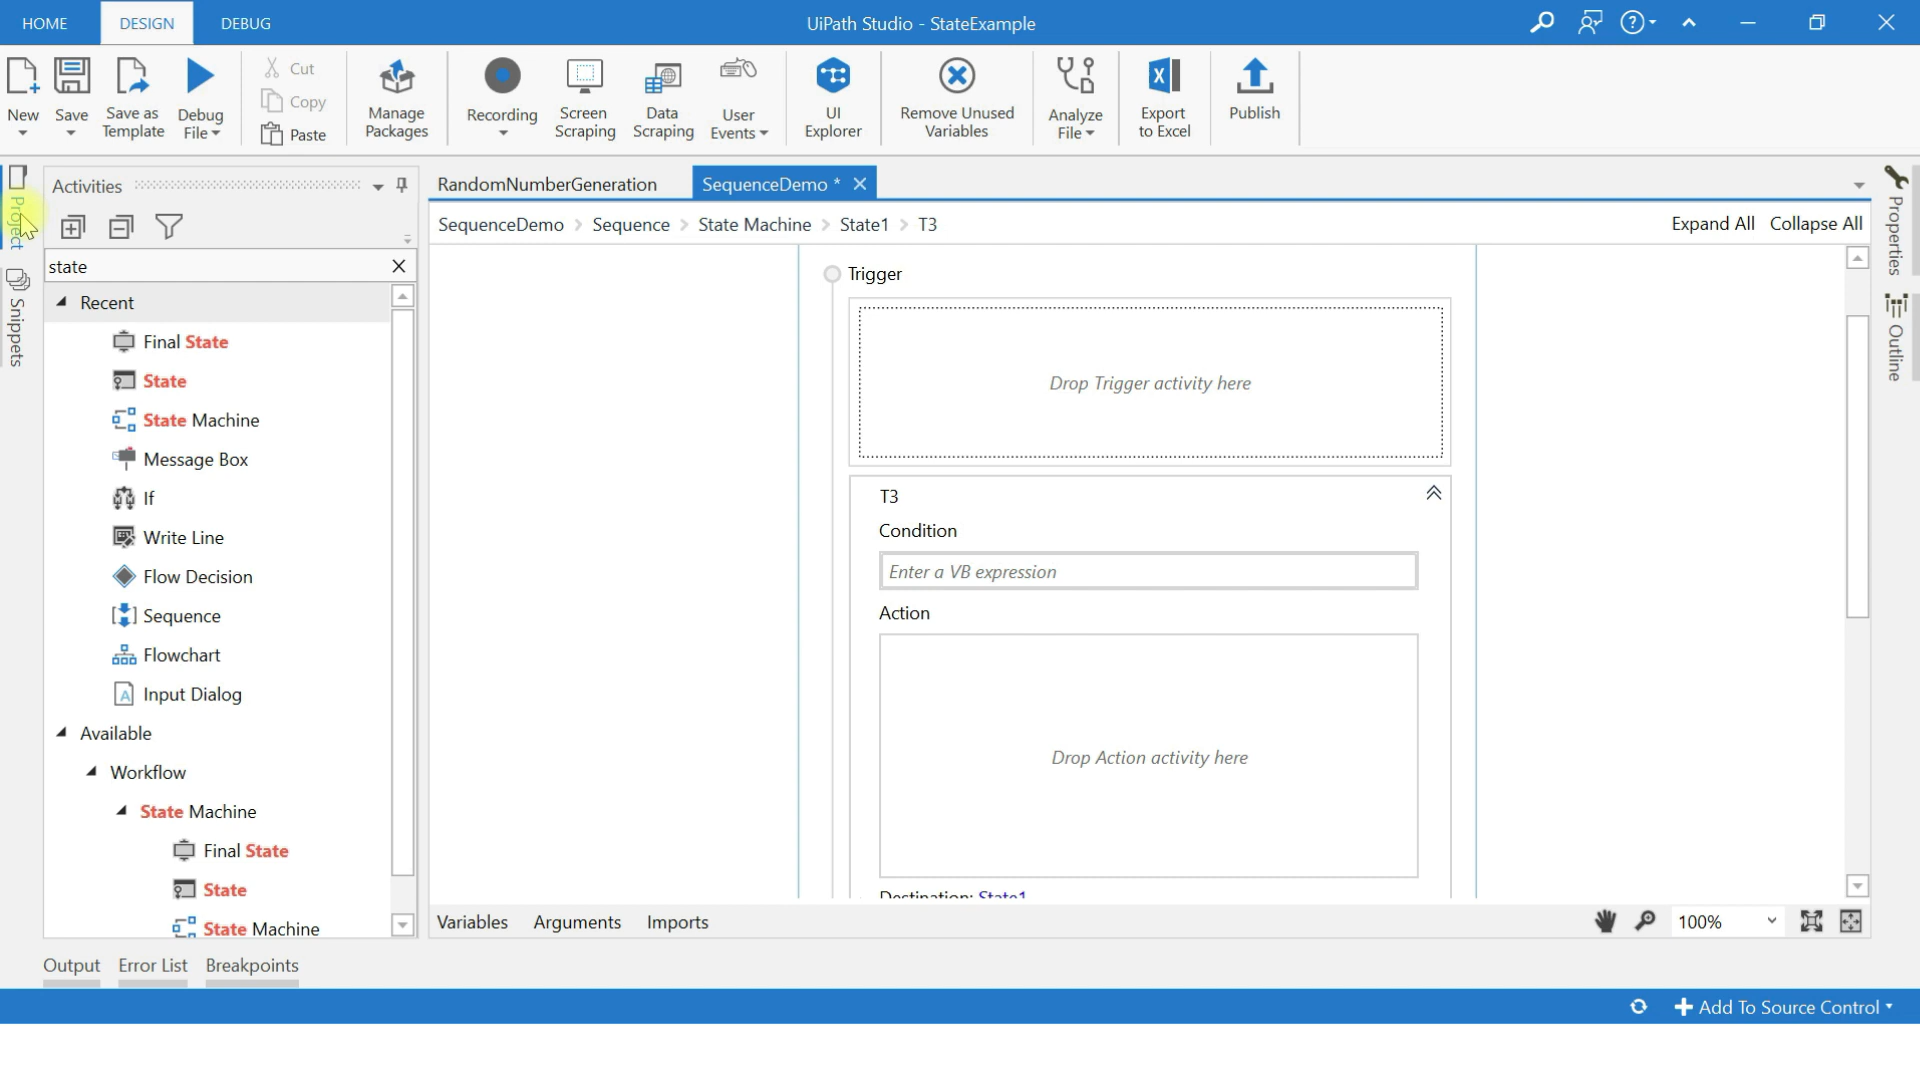 HOME DESIGN DEBUG UiPath Studio - StateExample
New Save Save as Template Debug File Cut Copy Paste Manage Packages Recording Screen Scraping Data Scraping User Events UI Explorer Remove Unused Variables Analyze File Export to Excel Publish
Project
Snippets
Activities
state
Recent
Final State
State
State Machine
Message Box
If
Write Line
Flow Decision
Sequence
Flowchart
Input Dialog
Available
Workflow
State Machine
Final State
State
State Machine
RandomNumberGeneration SequenceDemo *
SequenceDemo Sequence State Machine State1 T3 Expand All Collapse All
Trigger
Drop Trigger activity here
T3
Condition
Enter a VB expression
Action
Drop Action activity here
Destination: State1
Variables Arguments Imports 100%
Properties
Outline
Output Error List Breakpoints
Add To Source Control